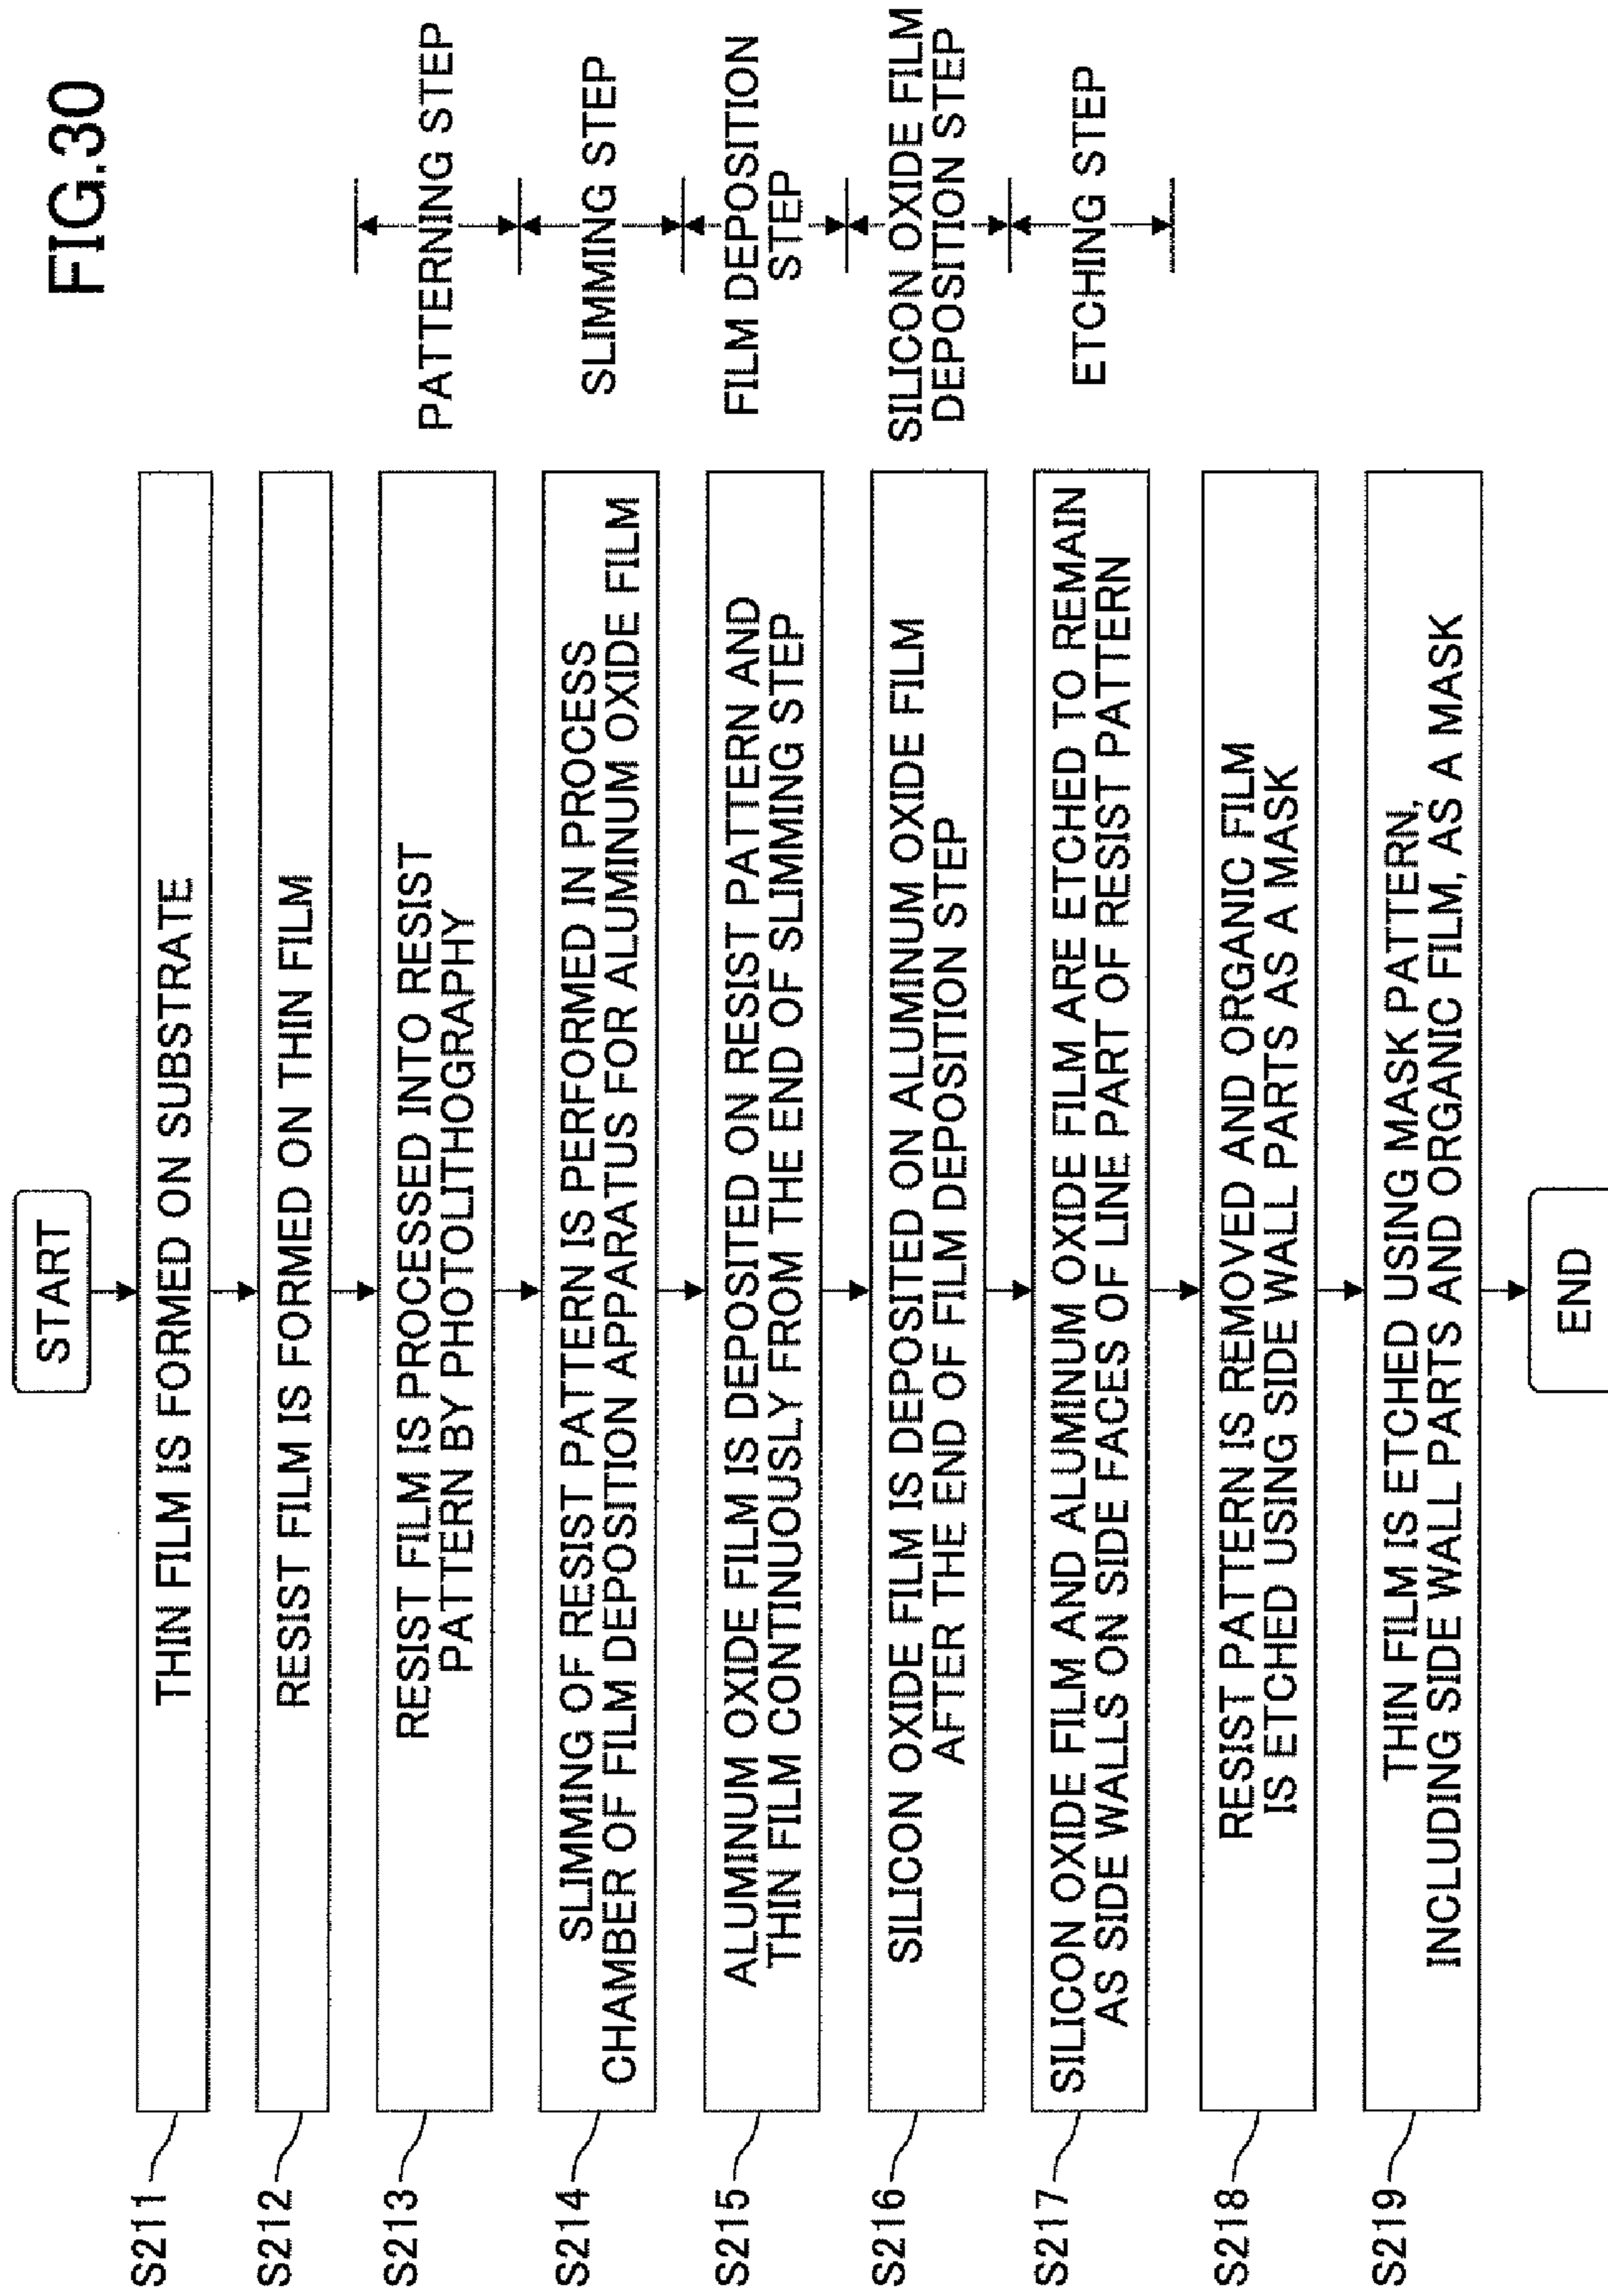 FIG.30
START
S211
THIN FILM IS FORMED ON SUBSTRATE
S212
RESIST FILM IS FORMED ON THIN FILM
S213
RESIST FILM IS PROCESSED INTO RESIST
PATTERN BY PHOTOLITHOGRAPHY
PATTERNING STEP
S214
SLIMMING OF RESIST PATTERN IS PERFORMED IN PROCESS
CHAMBER OF FILM DEPOSITION APPARATUS FOR ALUMINUM OXIDE FILM
SLIMMING STEP
S215
ALUMINUM OXIDE FILM IS DEPOSITED ON RESIST PATTERN AND
THIN FILM CONTINUOUSLY FROM THE END OF SLIMMING STEP
FILM DEPOSITION
STEP
S216
SILICON OXIDE FILM IS DEPOSITED ON ALUMINUM OXIDE FILM
AFTER THE END OF FILM DEPOSITION STEP
SILICON OXIDE FILM
DEPOSITION STEP
S217
SILICON OXIDE FILM AND ALUMINUM OXIDE FILM ARE ETCHED TO REMAIN
AS SIDE WALLS ON SIDE FACES OF LINE PART OF RESIST PATTERN
ETCHING STEP
S218
RESIST PATTERN IS REMOVED AND ORGANIC FILM
IS ETCHED USING SIDE WALL PARTS AS A MASK
S219
THIN FILM IS ETCHED USING MASK PATTERN,
INCLUDING SIDE WALL PARTS AND ORGANIC FILM, AS A MASK
END